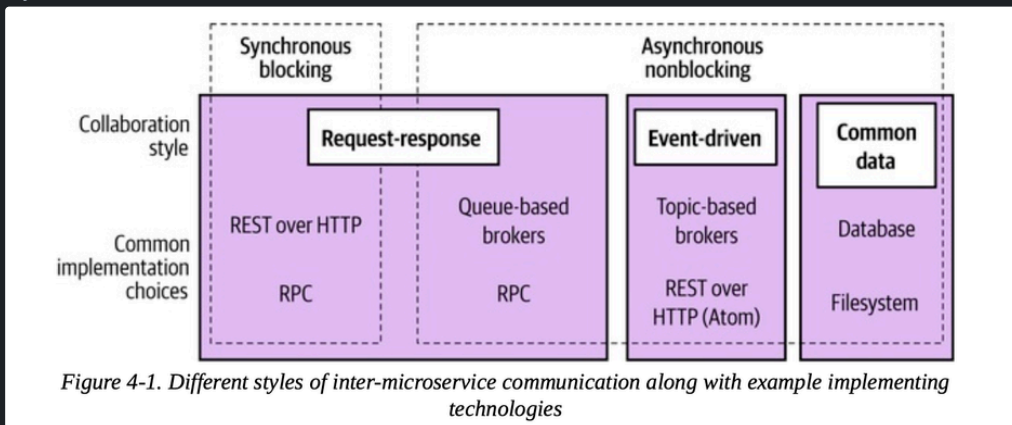 Synchronous
blocking
Asynchronous
nonblocking
Collaboration
style
Request-response
Event-driven
Common
data
Common
implementation
choices
REST over HTTP
RPC
Queue-based
brokers
RPC
Topic-based
brokers
REST over
HTTP (Atom)
Database
Filesystem
Figure 4-1. Different styles of inter-microservice communication along with example implementing
technologies